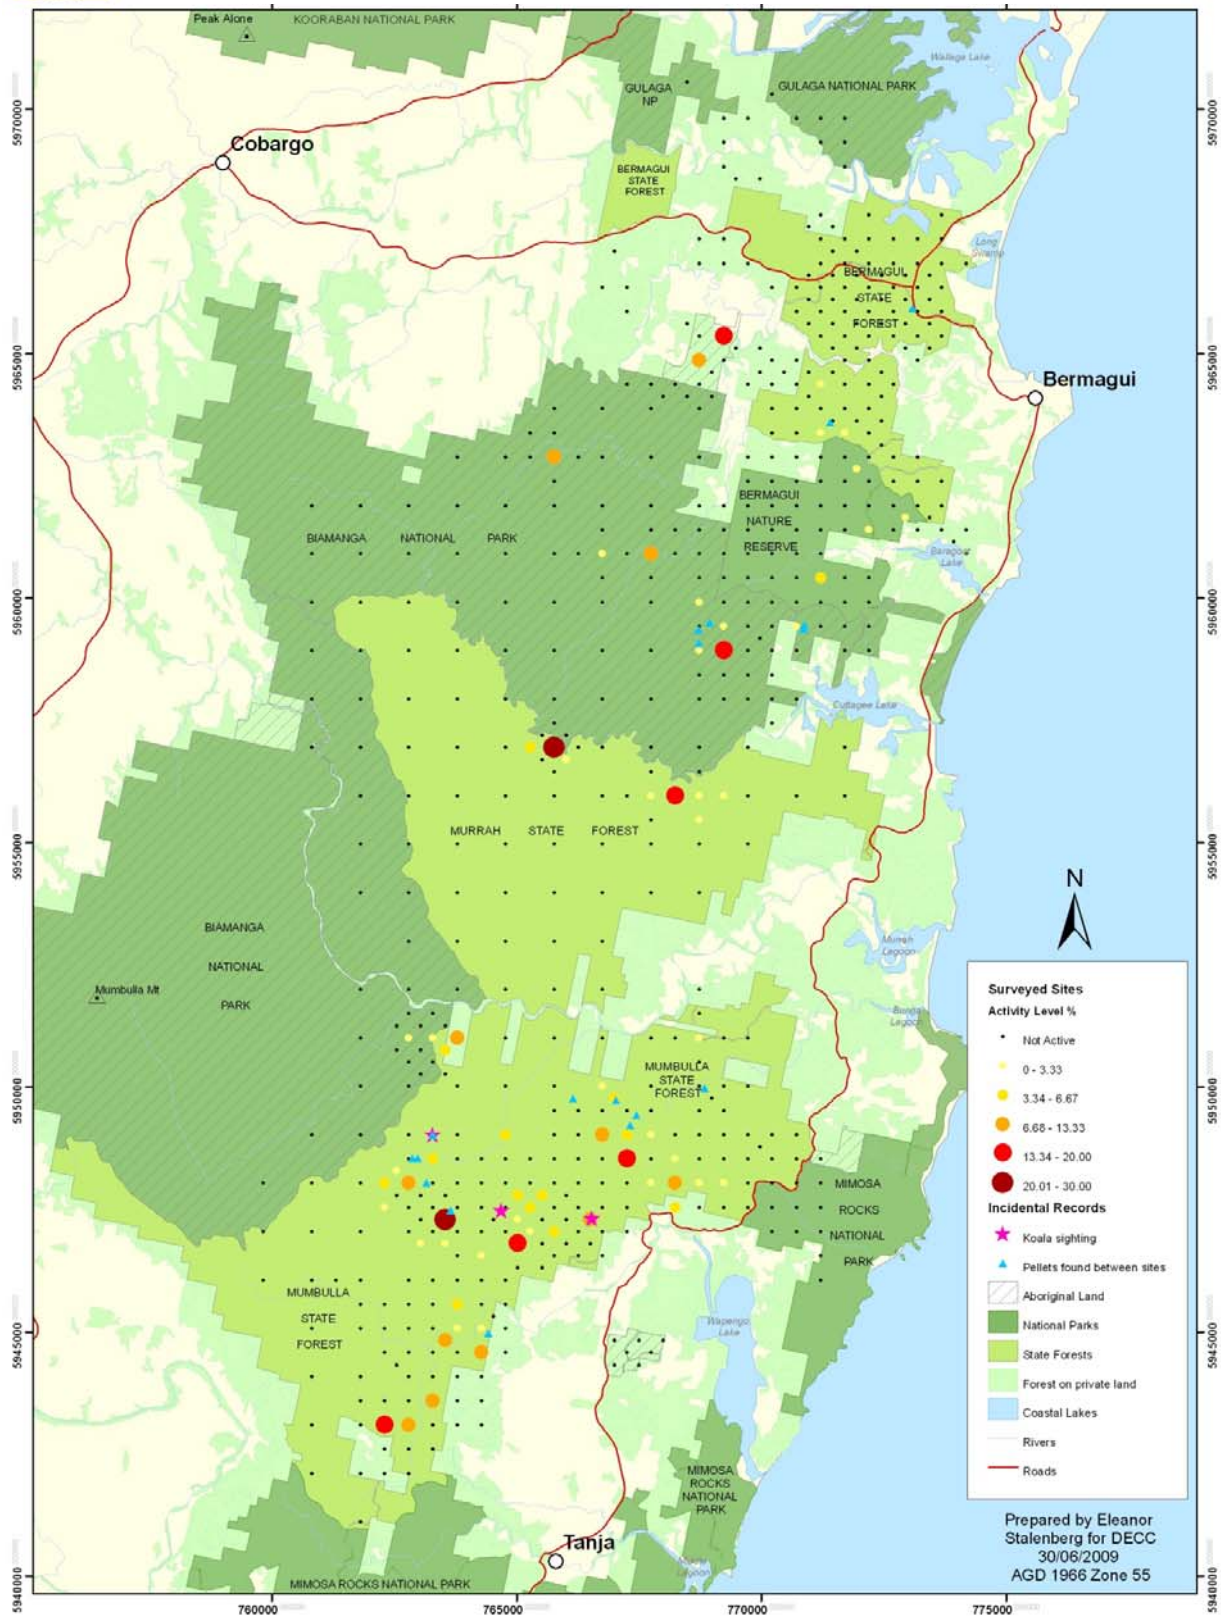 Peak Alone
KOORABAN NATIONAL PARK
Wallaga Lake
GULAGA
NP
GULAGA NATIONAL PARK
5970000
5970000
Cobargo
BERMAGUI
STATE
FOREST
Long
Swamp
BERMAGUI
STATE
FOREST
5965000
5965000
Bermagui
BERMAGUI
NATURE
RESERVE
BIAMANGA NATIONAL PARK
Baragoot
Lake
5960000
5960000
Cuttagee Lake
MURRAH STATE FOREST
5955000
5955000
BIAMANGA
NATIONAL
PARK
N
Murrah
Lagoon
Mumbulla Mt
Bunga
Lagoon
MUMBULLA
STATE
FOREST
5950000
5950000
MIMOSA
ROCKS
NATIONAL
PARK
MUMBULLA
STATE
FOREST
Wapengo
Lake
5945000
5945000
MIMOSA
ROCKS
NATIONAL
PARK
Tanja
Lagoon
MIMOSA ROCKS NATIONAL PARK
5940000
5940000
760000
765000
770000
775000
Surveyed Sites
Activity Level %
Not Active
0 - 3.33
3.34 - 6.67
6.68 - 13.33
13.34 - 20.00
20.01 - 30.00
Incidental Records
Koala sighting
Pellets found between sites
Aboriginal Land
National Parks
State Forests
Forest on private land
Coastal Lakes
Rivers
Roads
Prepared by Eleanor
Stalenberg for DECC
30/06/2009
AGD 1966 Zone 55